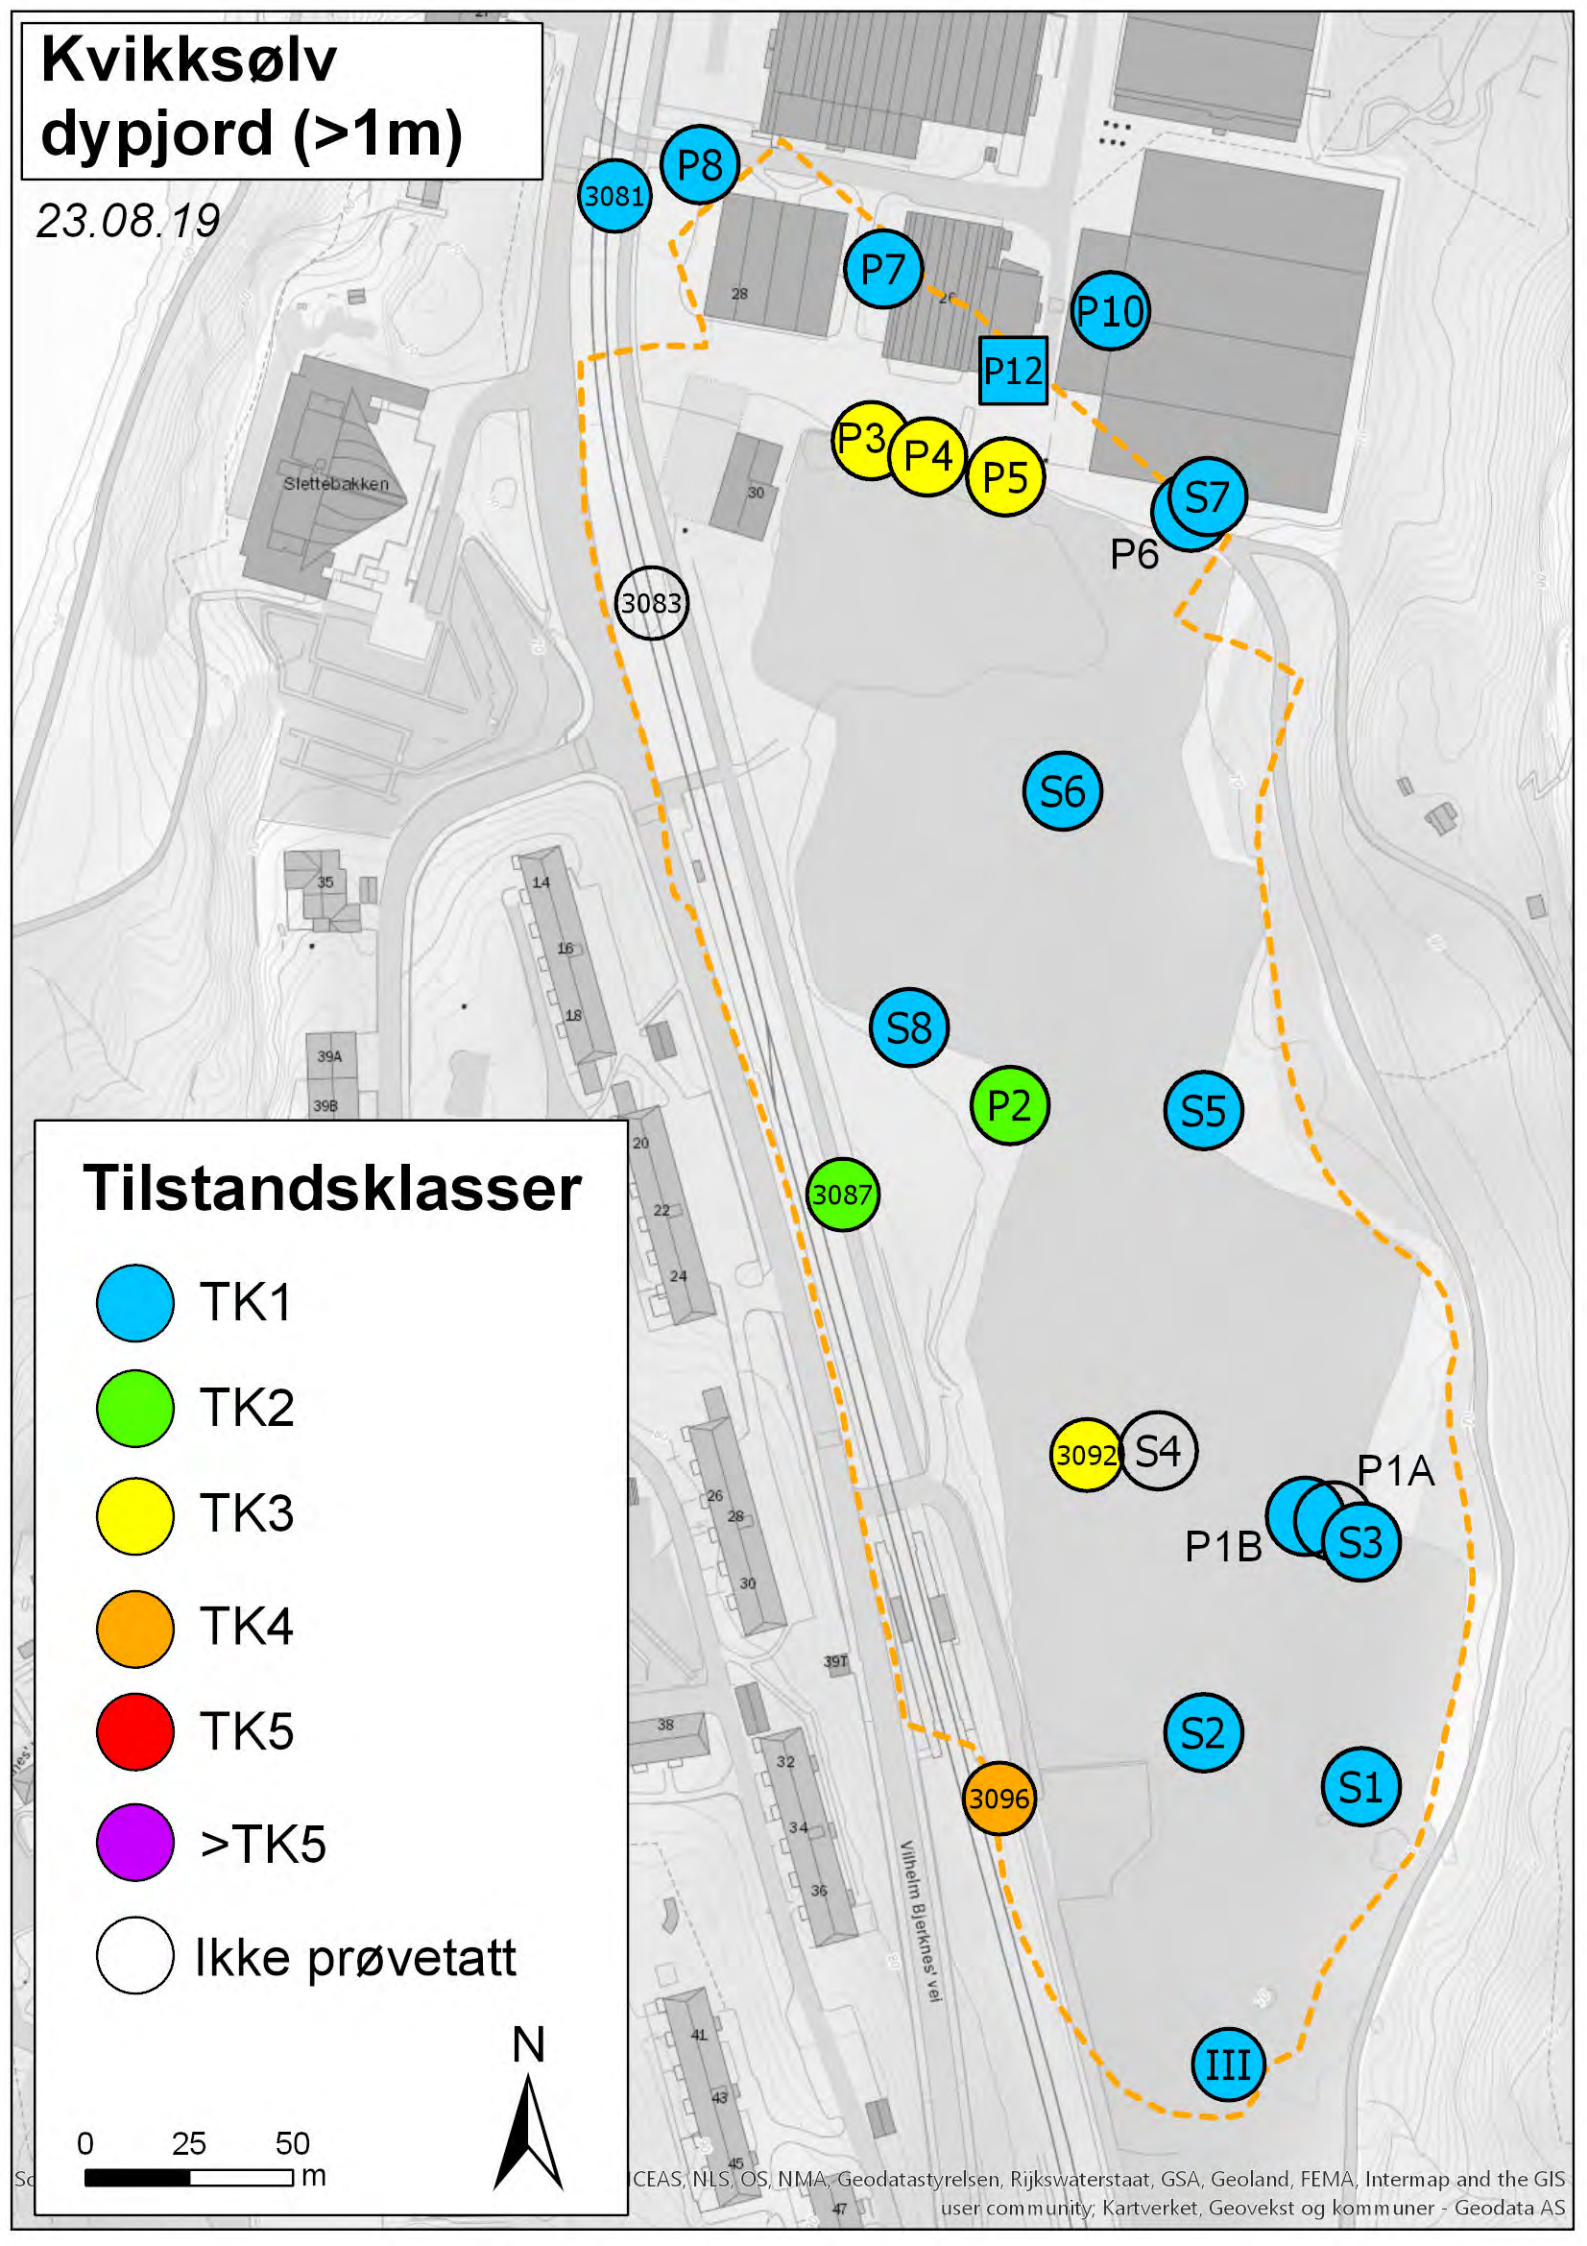 Kvikksølv
dypjord (>1m)
23.08.19
P8
3081
P7
28
P10
P12
P3
P4
P5
S7
P6
30
Slettebakken
3083
S6
35
14
16
18
S8
39A
39B
P2
S5
20
3087
22
24
3092
S4
P1A
P1B
S3
26
28
30
39T
38
S2
32
S1
3096
34
36
Vilhelm Bjerknes' vei
41
III
43
45
47
Tilstandsklasser
TK1
TK2
TK3
TK4
TK5
>TK5
Ikke prøvetatt
N
0 25 50
m
NLS, OS, NMA, Geodatastyrelsen, Rijkswaterstaat, GSA, Geoland, FEMA, Intermap and the GIS
user community; Kartverket, Geovekst og kommuner - Geodata AS